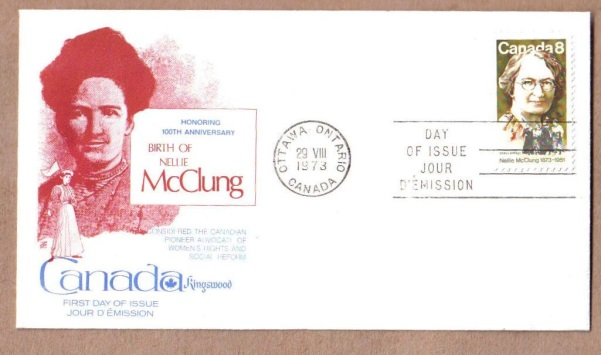 HONORING
100TH ANNIVERSARY
BIRTH OF
NELLIE
McClung
CONSIDERED THE CANADIAN
PIONEER ADVOCATE OF
WOMEN'S RIGHTS AND
SOCIAL REFORM
Canada
Kingswood
FIRST DAY OF ISSUE
JOUR D'ÉMISSION
OTTAWA ONTARIO
29 VIII
1973
CANADA
DAY
OF ISSUE
JOUR
D'ÉMISSION
Canada 8
Nellie McClung 1873-1951